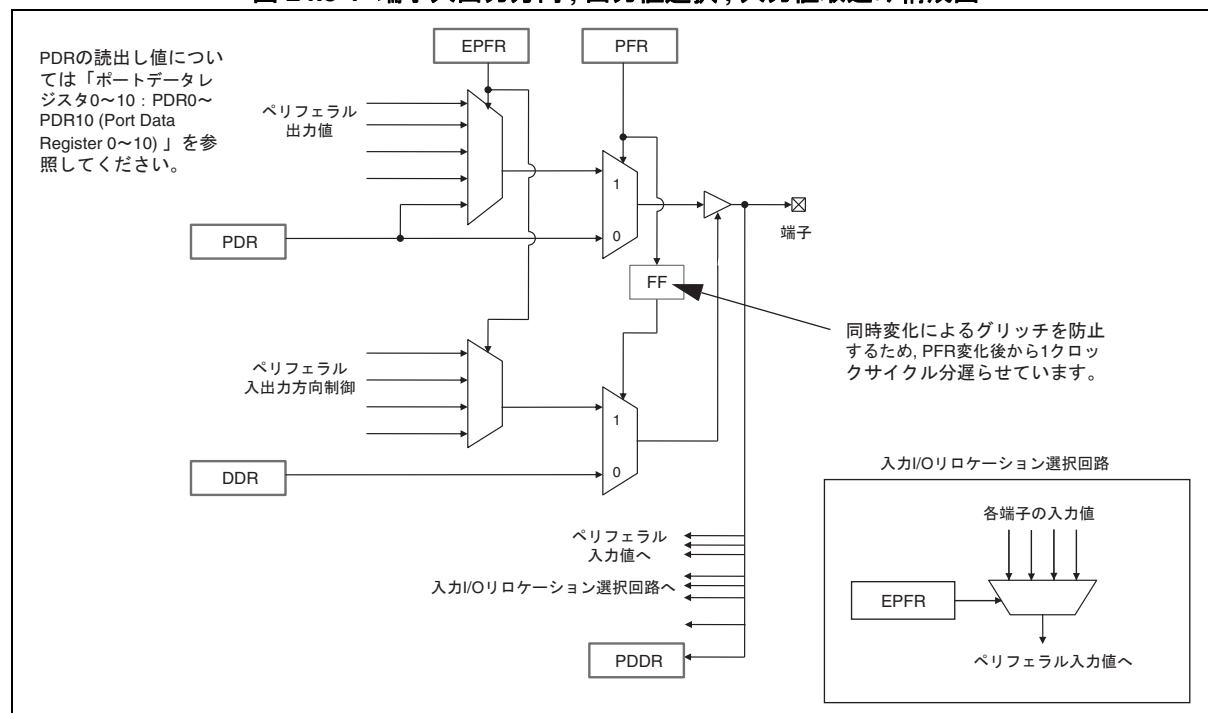 PDRの読出し値につい
ては「ポートデータレ
ジスタ0〜10：PDR0〜
PDR10 (Port Data
Register 0〜10) 」を参
照してください。
EPFR
PFR
ペリフェラル
出力値
1
0
PDR
端子
FF
同時変化によるグリッチを防止
するため, PFR変化後から1クロッ
クサイクル分遅らせています。
ペリフェラル
入出力方向制御
1
0
DDR
入力I/Oリロケーション選択回路
各端子の入力値
EPFR
ペリフェラル入力値へ
ペリフェラル
入力値へ
入力I/Oリロケーション選択回路へ
PDDR